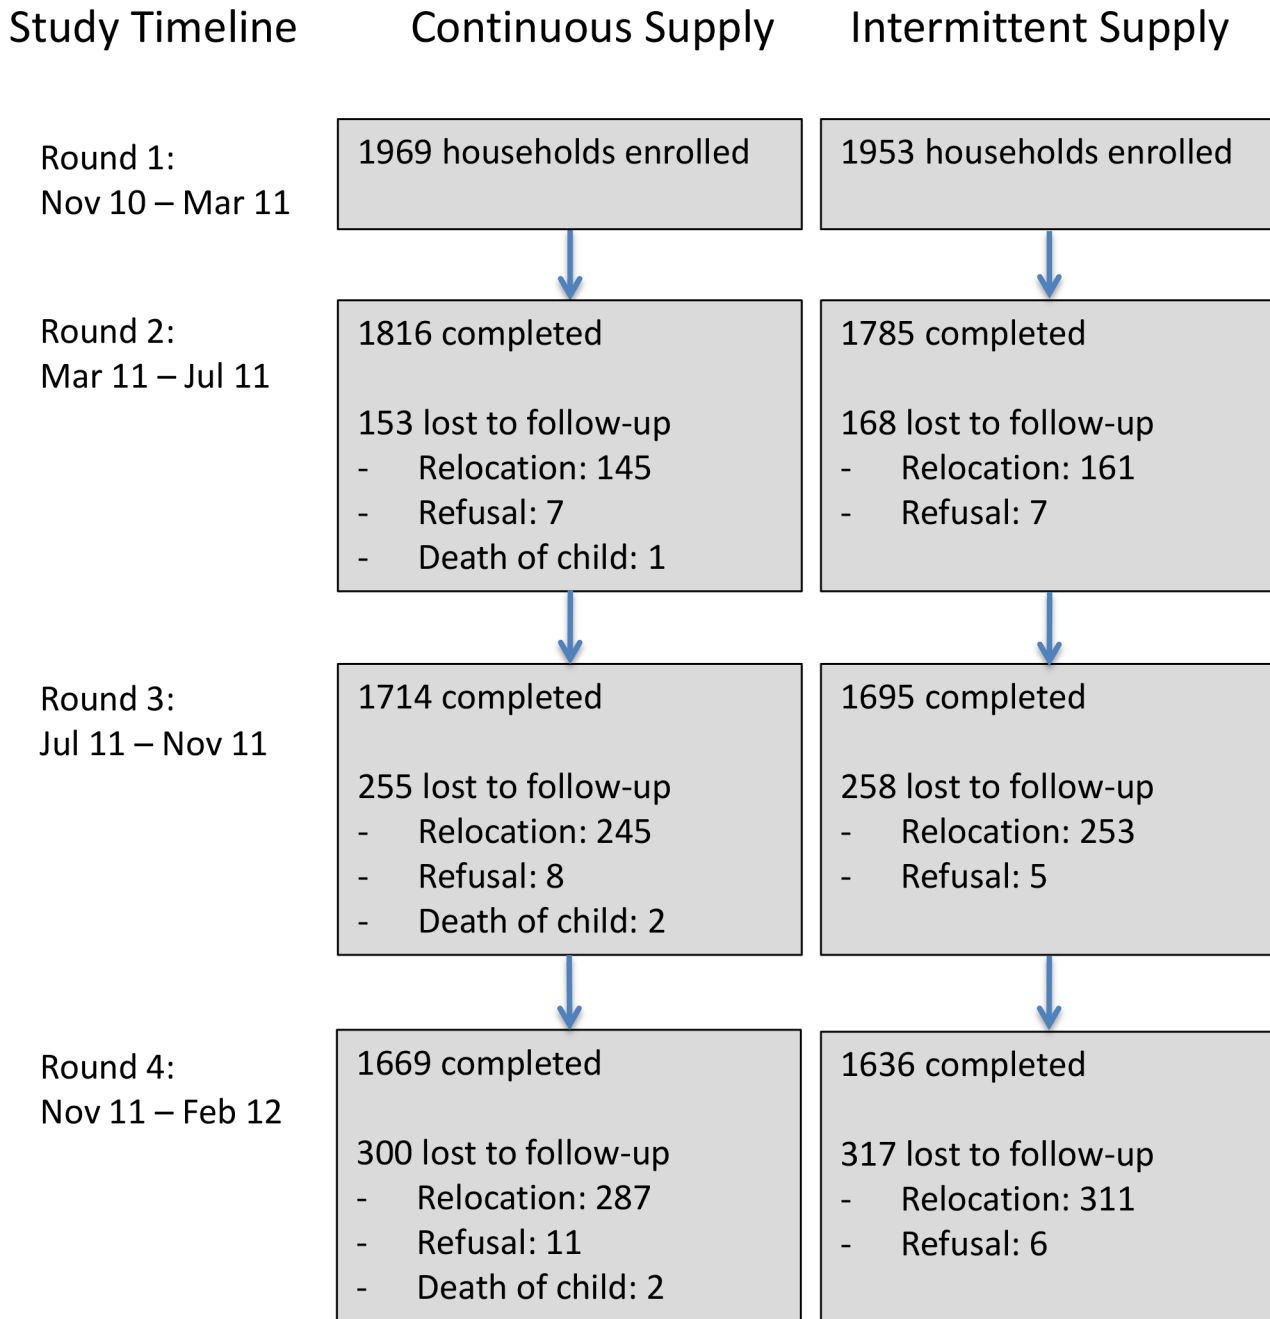 Study Timeline
Continuous Supply
Intermittent Supply
Round 1:
Nov 10 – Mar 11
1969 households enrolled
1953 households enrolled
Round 2:
Mar 11 – Jul 11
1816 completed
153 lost to follow-up
- Relocation: 145
- Refusal: 7
- Death of child: 1
1785 completed
168 lost to follow-up
- Relocation: 161
- Refusal: 7
Round 3:
Jul 11 – Nov 11
1714 completed
255 lost to follow-up
- Relocation: 245
- Refusal: 8
- Death of child: 2
1695 completed
258 lost to follow-up
- Relocation: 253
- Refusal: 5
Round 4:
Nov 11 – Feb 12
1669 completed
300 lost to follow-up
- Relocation: 287
- Refusal: 11
- Death of child: 2
1636 completed
317 lost to follow-up
- Relocation: 311
- Refusal: 6